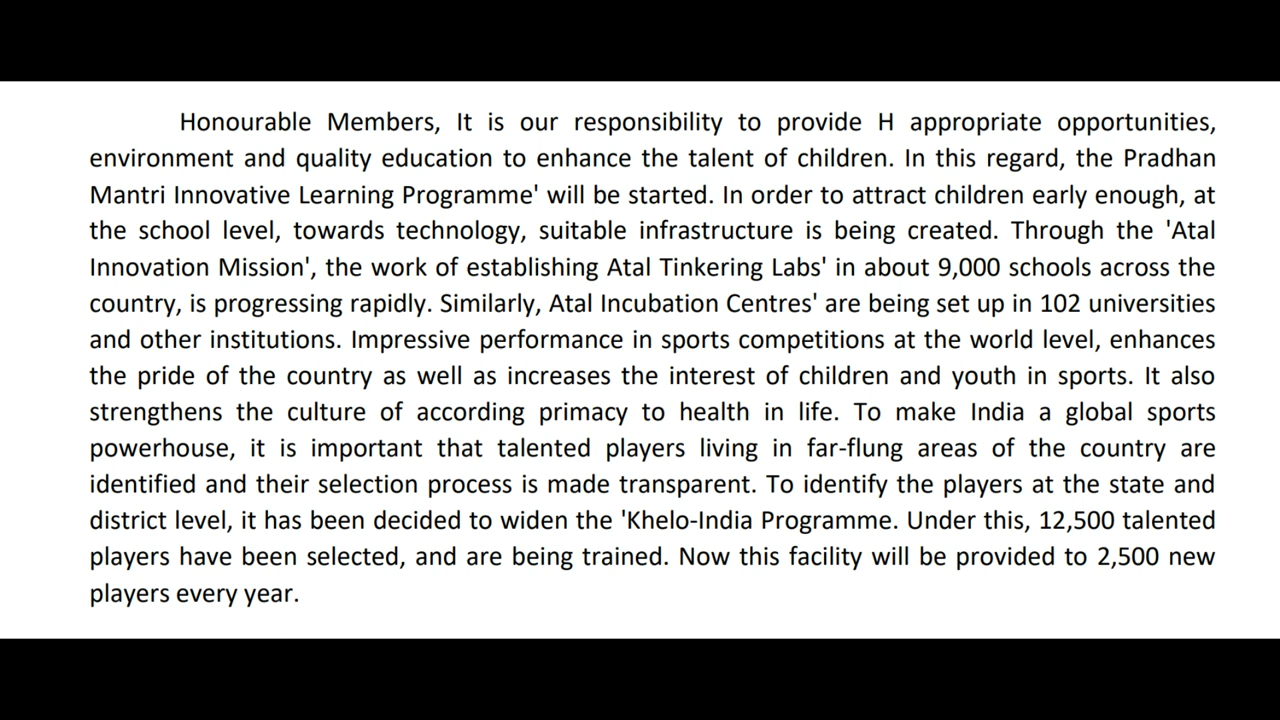 Honourable Members, It is our responsibility to provide H appropriate opportunities,
environment and quality education to enhance the talent of children. In this regard, the Pradhan
Mantri Innovative Learning Programme' will be started. In order to attract children early enough, at
the school level, towards technology, suitable infrastructure is being created. Through the 'Atal
Innovation Mission', the work of establishing Atal Tinkering Labs' in about 9,000 schools across the
country, is progressing rapidly. Similarly, Atal Incubation Centres' are being set up in 102 universities
and other institutions. Impressive performance in sports competitions at the world level, enhances
the pride of the country as well as increases the interest of children and youth in sports. It also
strengthens the culture of according primacy to health in life. To make India a global sports
powerhouse, it is important that talented players living in far-flung areas of the country are
identified and their selection process is made transparent. To identify the players at the state and
district level, it has been decided to widen the 'Khelo-India Programme. Under this, 12,500 talented
players have been selected, and are being trained. Now this facility will be provided to 2,500 new
players every year.